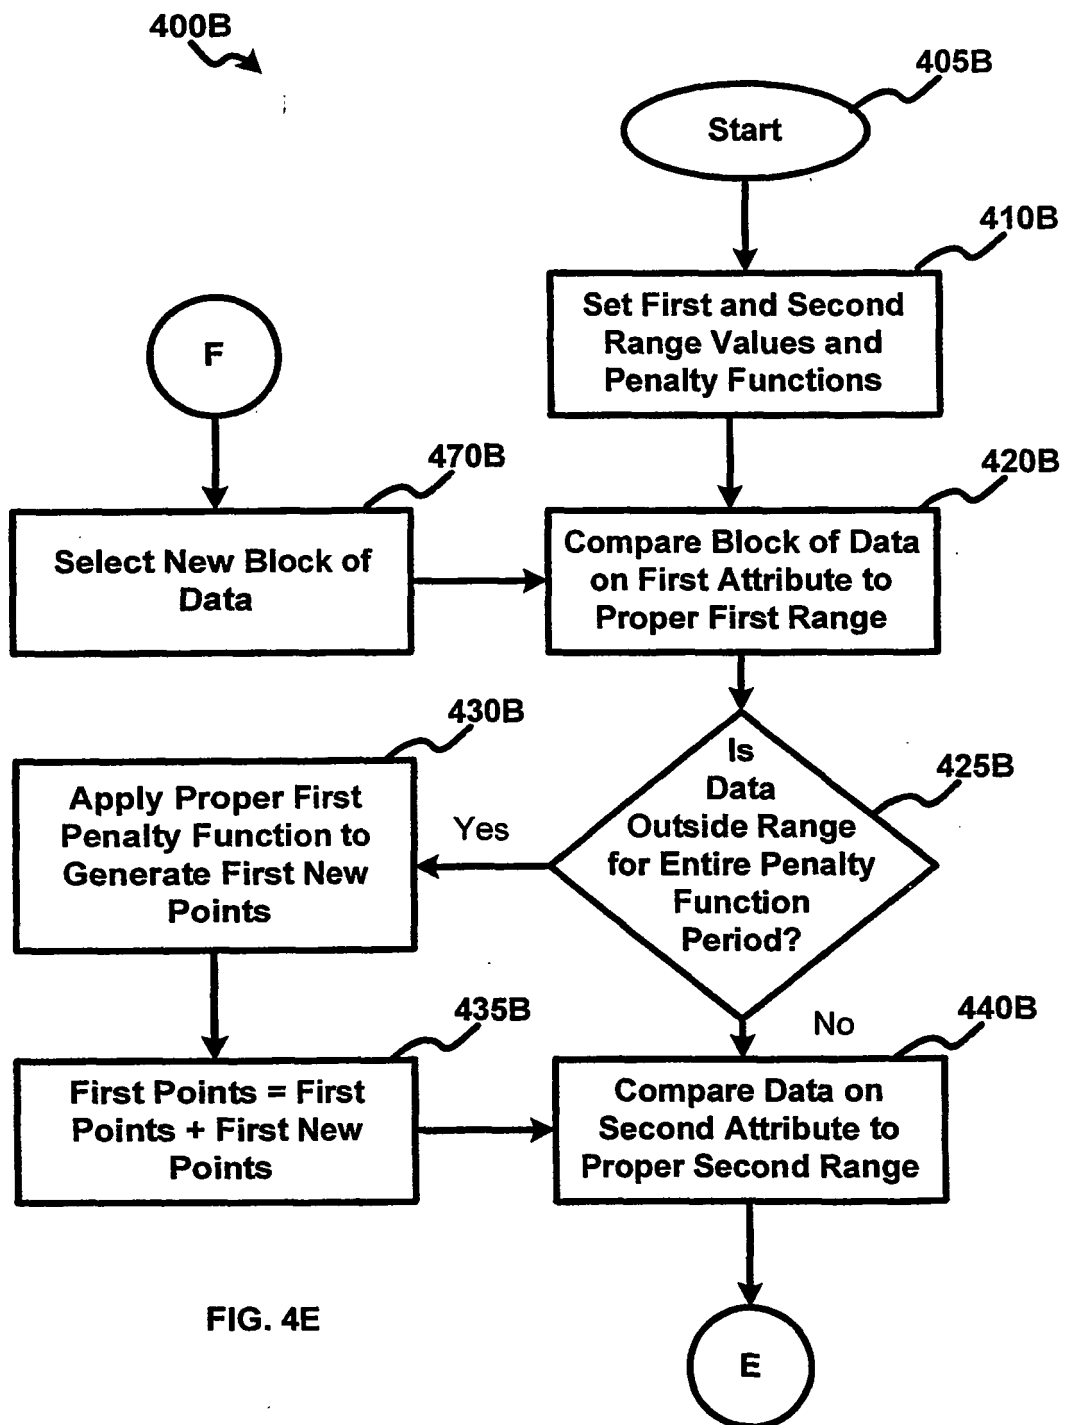 400B
405B
Start
410B
Set First and Second
Range Values and
Penalty Functions
F
470B
Select New Block of
Data
420B
Compare Block of Data
on First Attribute to
Proper First Range
430B
Apply Proper First
Penalty Function to
Generate First New
Points
Yes
425B
Is
Data
Outside Range
for Entire Penalty
Function
Period?
No
435B
First Points = First
Points + First New
Points
440B
Compare Data on
Second Attribute to
Proper Second Range
FIG. 4E
E